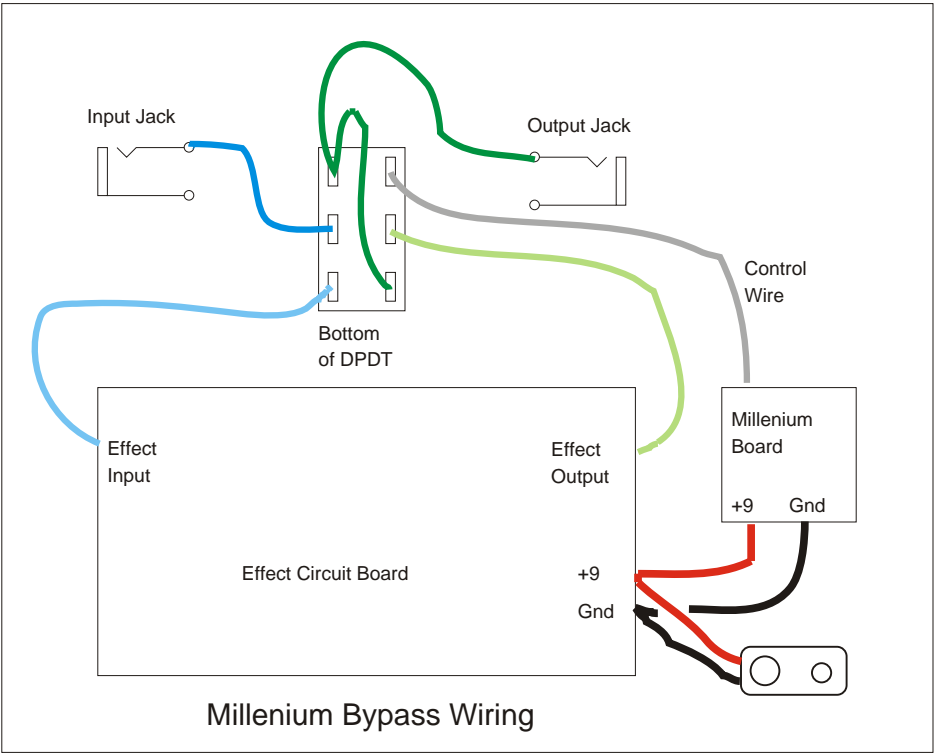 Input Jack
Output Jack
Control
Wire
Bottom
of DPDT
Millenium
Board
+9 Gnd
Effect
Input
Effect
Output
Effect Circuit Board
+9
Gnd
Millenium Bypass Wiring